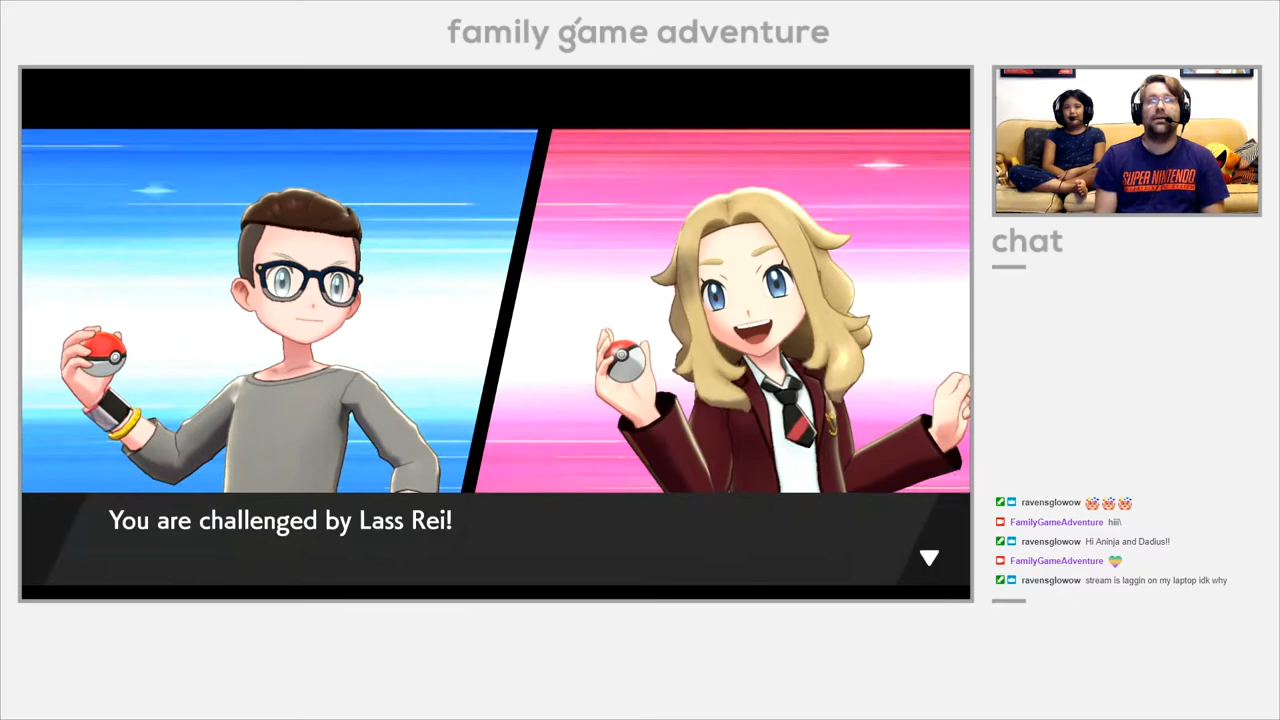 family game adventure
You are challenged by Lass Rei!
SUPER NINTENDO
chat
ravensglowow
FamilyGameAdventure hiii\
ravensglowow Hi Aninja and Dadius!!
FamilyGameAdventure
ravensglowow stream is laggin on my laptop idk why